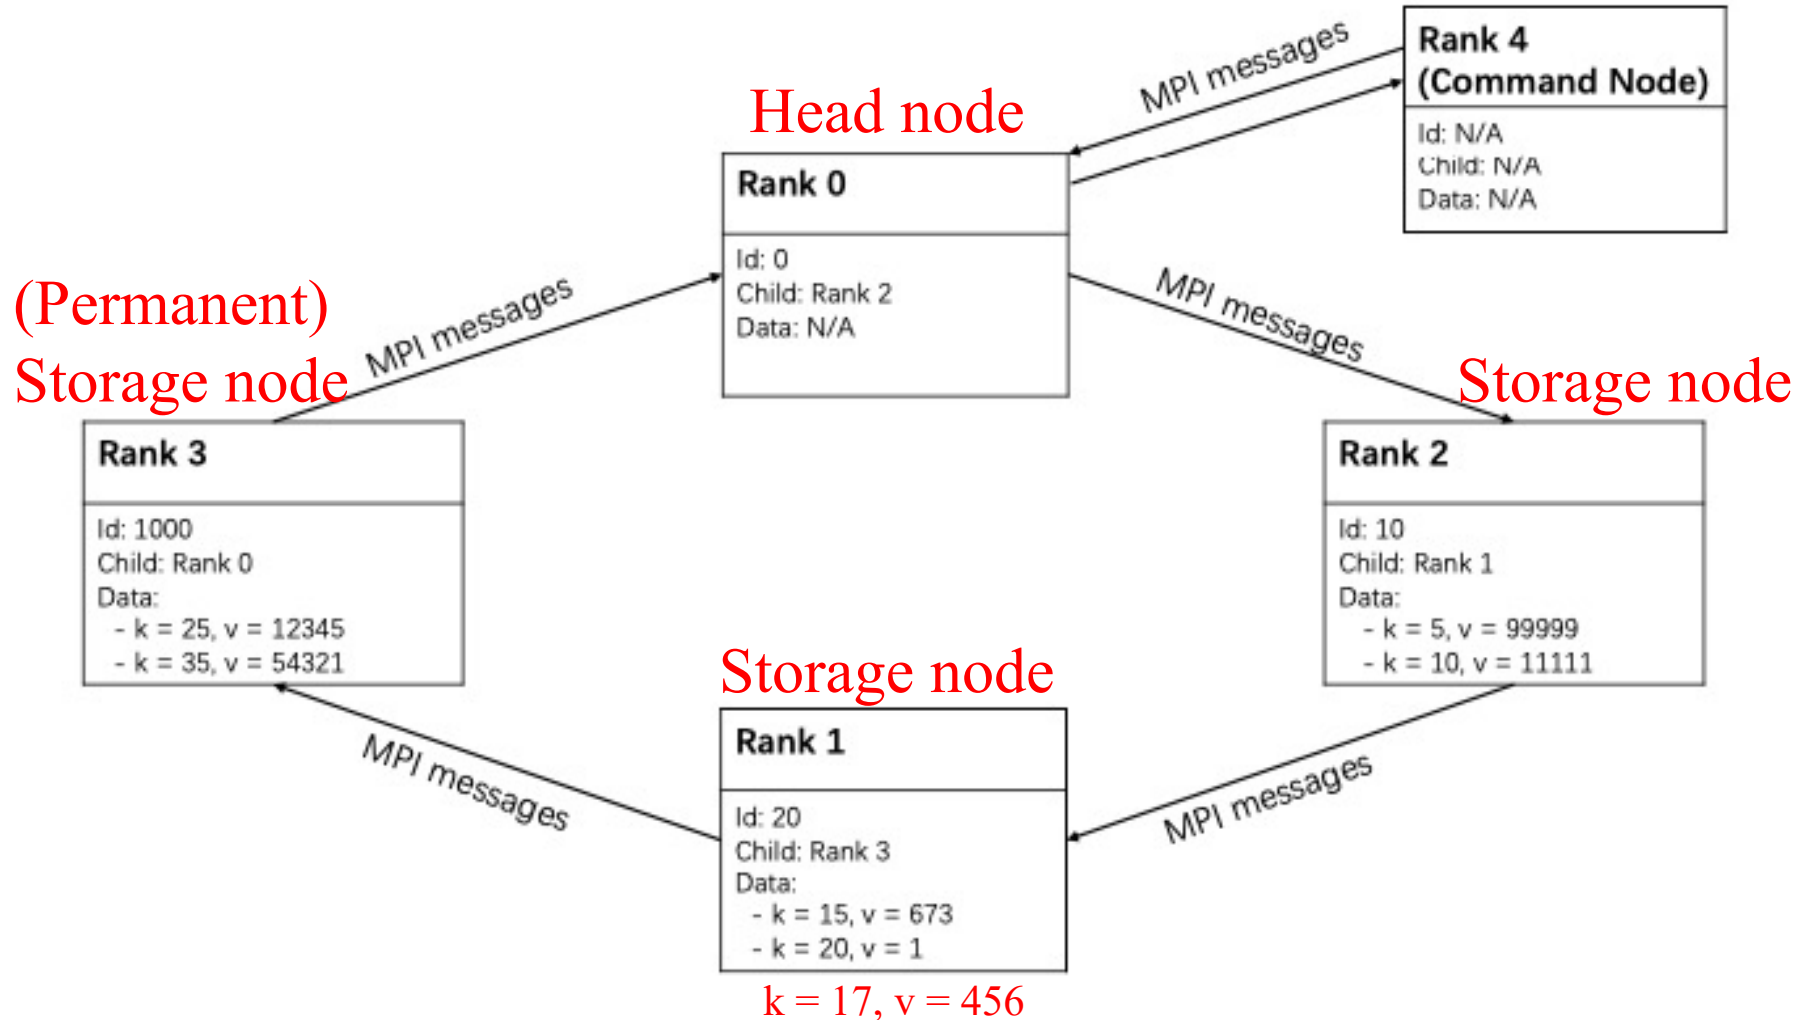 Rank 4
(Command Node)
Id: N/A
Child: N/A
Data: N/A
MPI messages
Head node
Rank 0
Id: 0
Child: Rank 2
Data: N/A
MPI messages
MPI messages
(Permanent)
Storage node
Rank 3
Id: 1000
Child: Rank 0
Data:
- k = 25, v = 12345
- k = 35, v = 54321
Storage node
Rank 2
Id: 10
Child: Rank 1
Data:
- k = 5, v = 99999
- k = 10, v = 11111
MPI messages
MPI messages
Storage node
Rank 1
Id: 20
Child: Rank 3
Data:
- k = 15, v = 673
- k = 20, v = 1
k = 17, v = 456